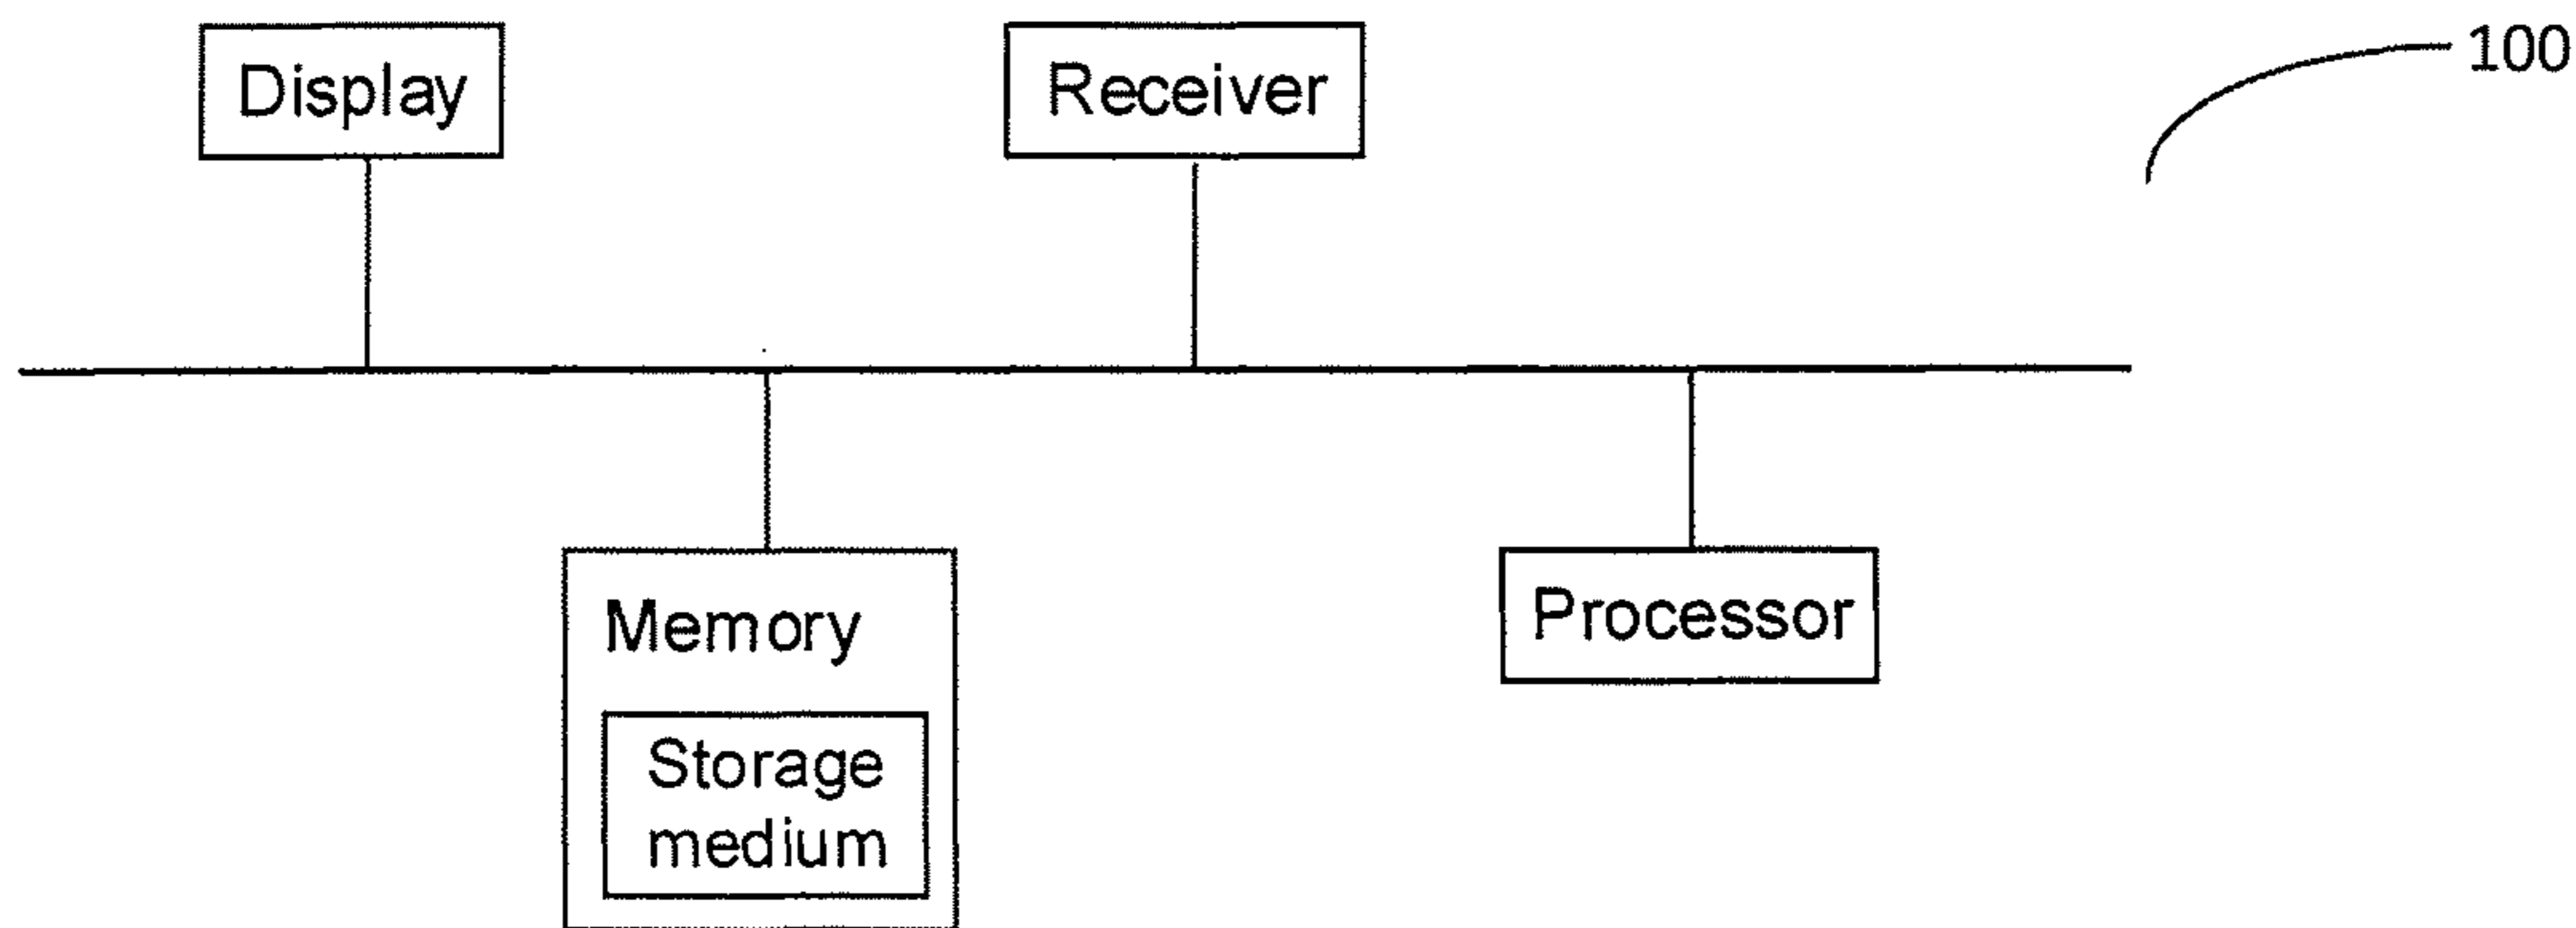 Display
Receiver
100
Memory
Processor
Storage
medium